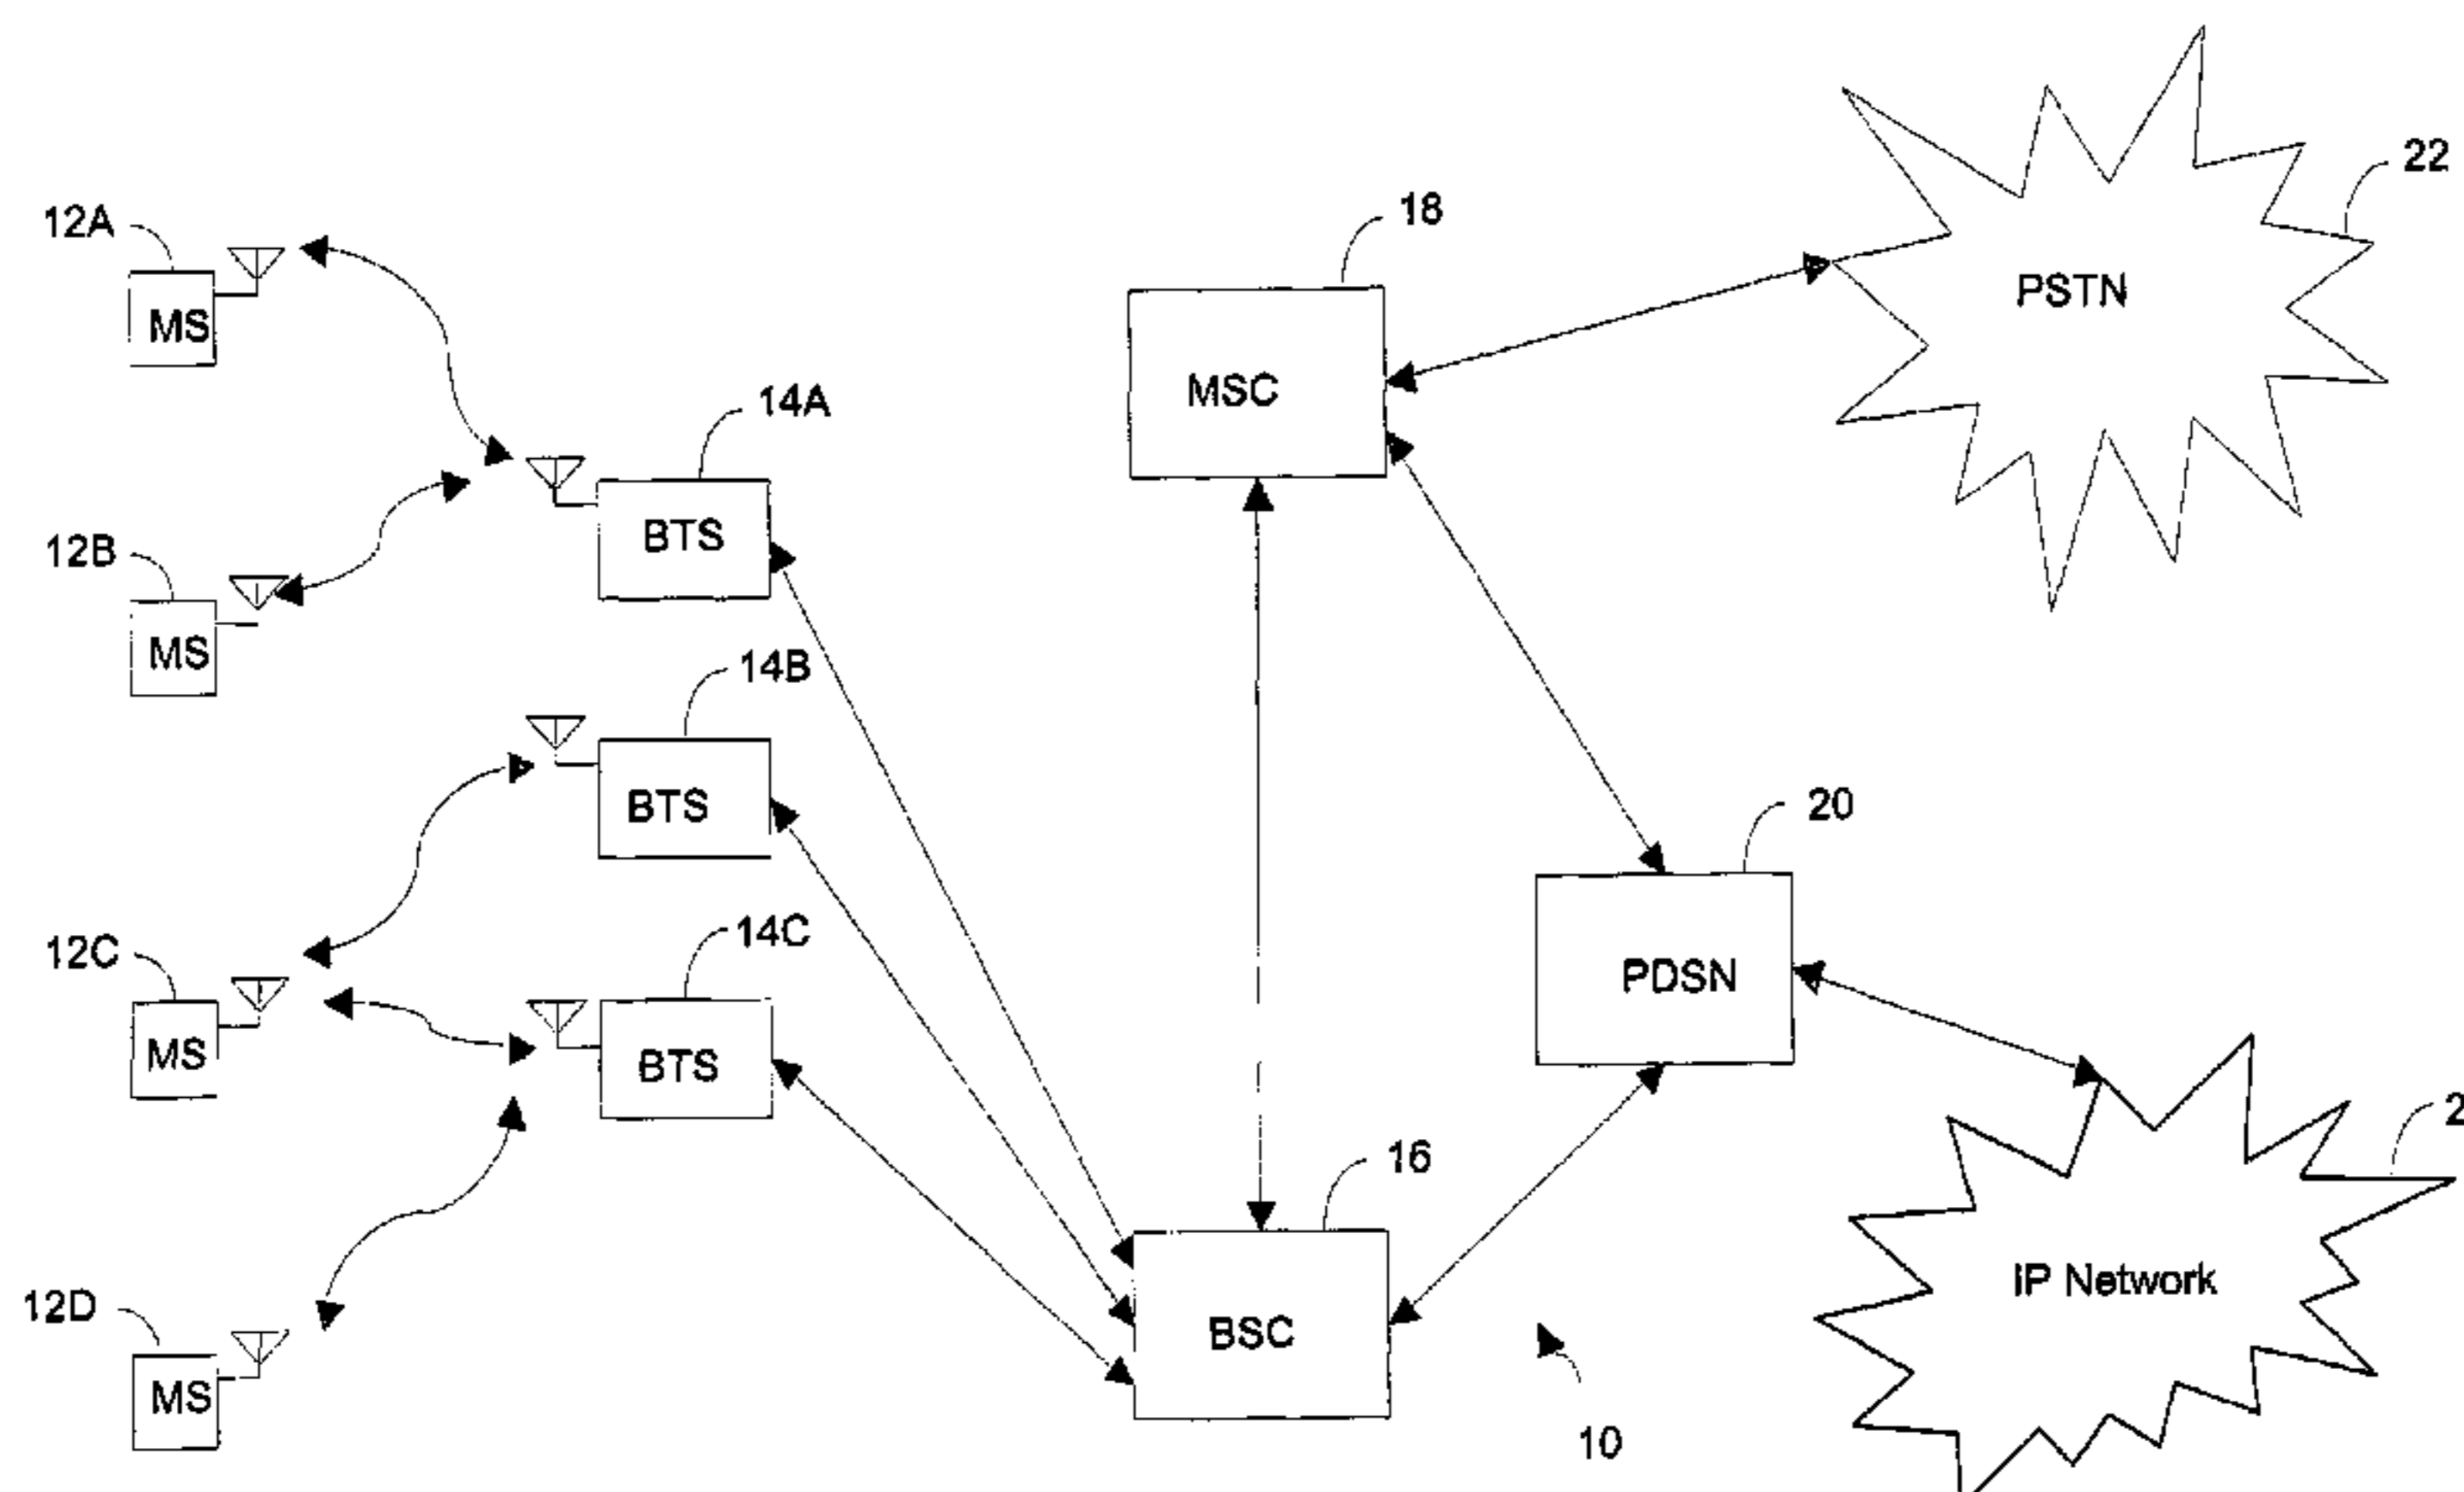 22
18
12A
PSTN
MS
MSC
14A
BTS
12B
MS
14B
20
BTS
14C
12C
PDSN
MS
BTS
16
IP Network
12D
BSC
MS
10